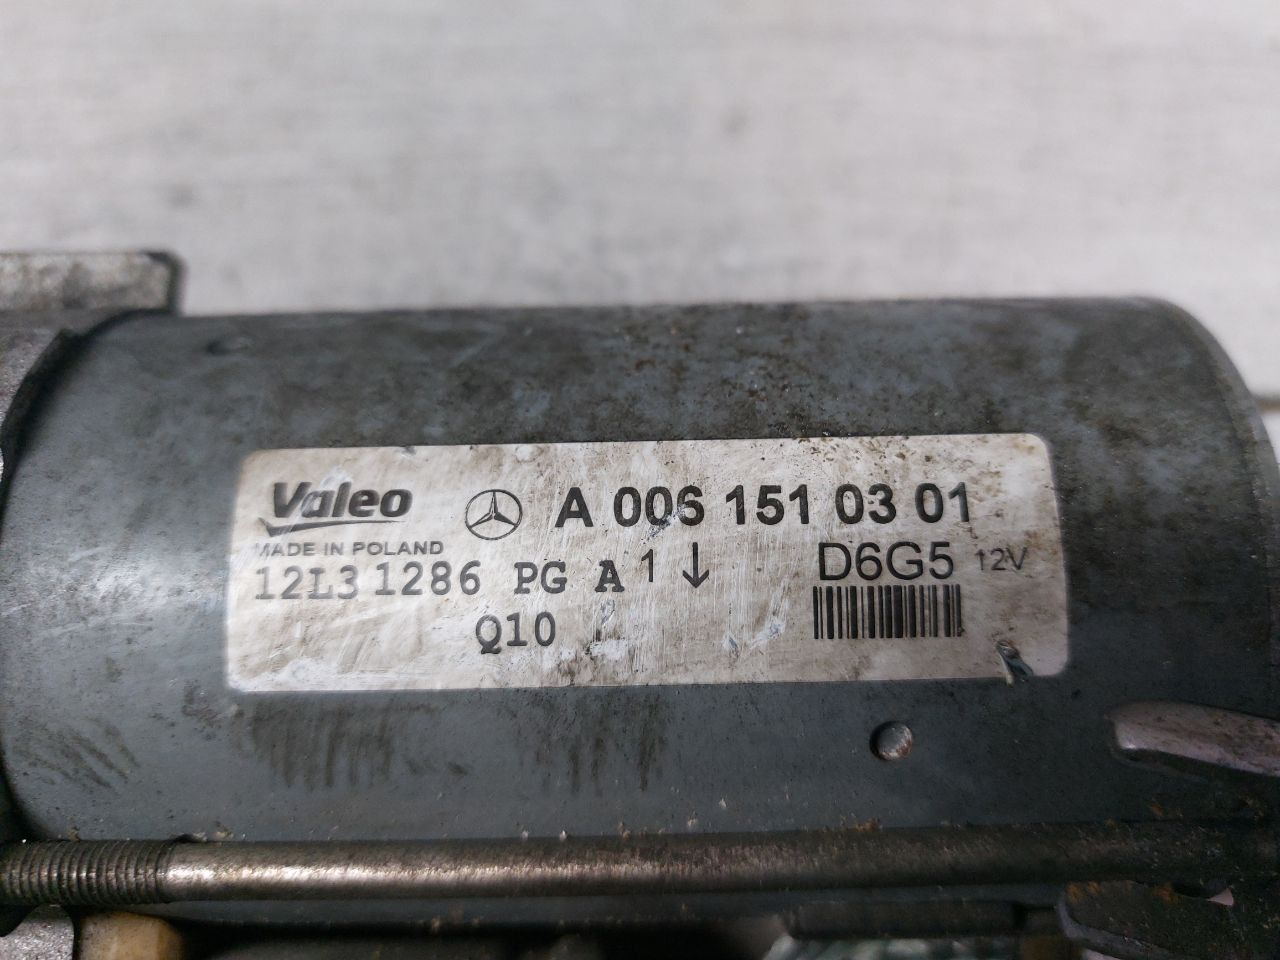 Valeo A 006 151 03 01
MADE IN POLAND
12L3 1286 PG A 1 ↓ D6G5 12V
Q10